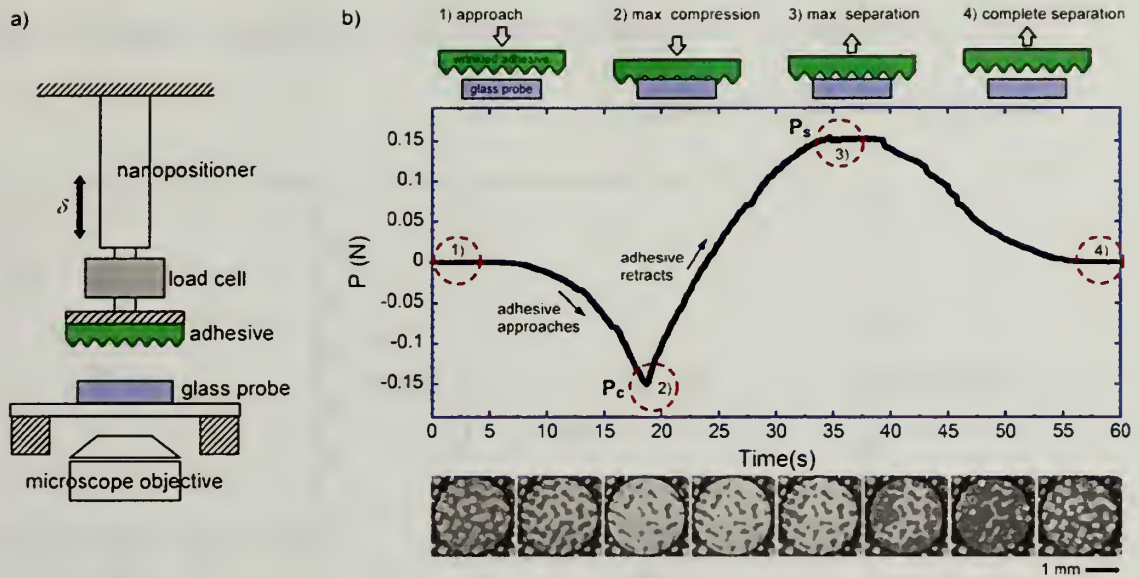 a)
nanopositioner
δ
load cell
adhesive
glass probe
microscope objective
b)
1) approach
2) max compression
3) max separation
4) complete separation
wrinkled adhesive
glass probe
P (N)
0.15
0.1
0.05
0
-0.05
-0.1
-0.15
1)
adhesive
approaches
Pc
2)
adhesive
retracts
Ps
3)
4)
0 5 10 15 20 25 30 35 40 45 50 55 60
Time(s)
1 mm